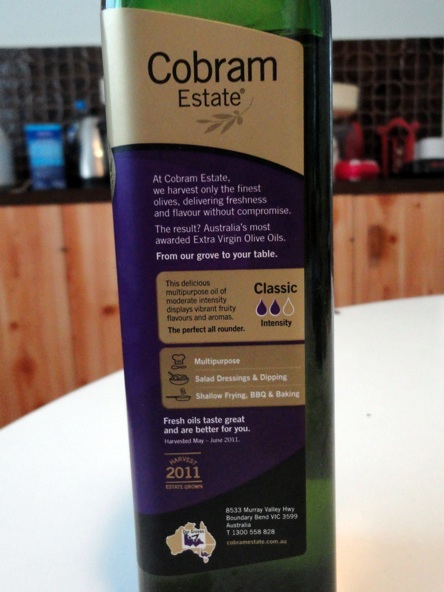 Cobram
Estate®
At Cobram Estate,
we harvest only the finest
olives, delivering freshness
and flavour without compromise.
The result? Australia's most
awarded Extra Virgin Olive Oils.
From our grove to your table.
This delicious
multipurpose oil of
moderate intensity
displays vibrant fruity
flavours and aromas.
The perfect all rounder.
Classic
Intensity
Multipurpose
Salad Dressings & Dipping
Shallow Frying, BBQ & Baking
Fresh oils taste great
and are better for you.
Harvested May - June 2011.
HARVEST
2011
ESTATE GROWN
8533 Murray Valley Hwy
Boundary Bend VIC 3599
Australia
T 1300 558 828
cobramestate.com.au
Our Groves